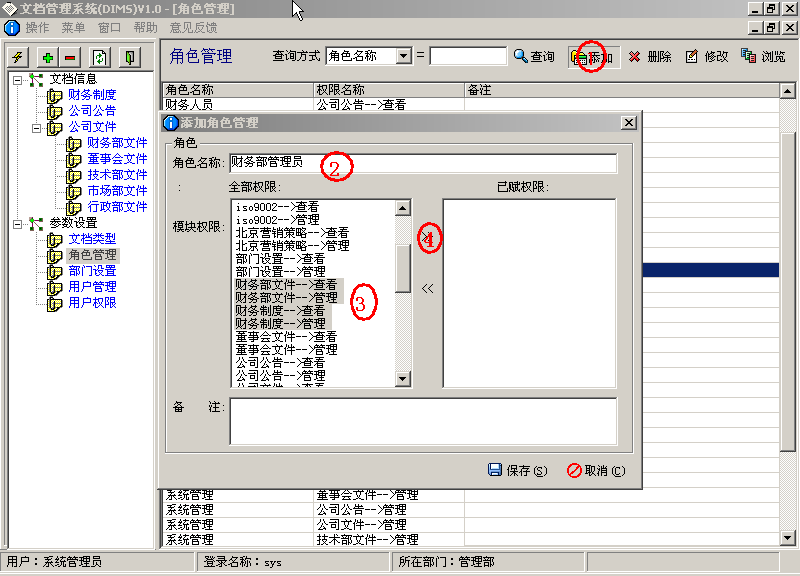 文档管理系统(DIMS)V1.0 - [角色管理]
操作 菜单 窗口 帮助 意见反馈
角色管理 查询方式 角色名称 = 查询 添加 删除 修改 浏览
1
文档信息
财务制度
公司公告
公司文件
财务部文件
董事会文件
技术部文件
市场部文件
行政部文件
参数设置
文档类型
角色管理
部门设置
用户管理
用户权限
角色名称 权限名称 备注
财务人员 公司公告-->查看
添加角色管理
角色
角色名称: 财务部管理员
2
: 全部权限: 已赋权限:
模块权限:
iso9002-->查看
iso9002-->管理
北京营销策略-->查看
北京营销策略-->管理
部门设置-->查看
部门设置-->管理
财务部文件-->查看
财务部文件-->管理
财务制度-->查看
财务制度-->管理
董事会文件-->查看
董事会文件-->管理
公司公告-->查看
公司公告-->管理
3
4
<<
备 注:
保存(S) 取消(C)
系统管理 董事会文件-->管理
系统管理 公司公告-->管理
系统管理 公司文件-->管理
系统管理 技术部文件-->管理
用户：系统管理员 登录名称：sys 所在部门：管理部